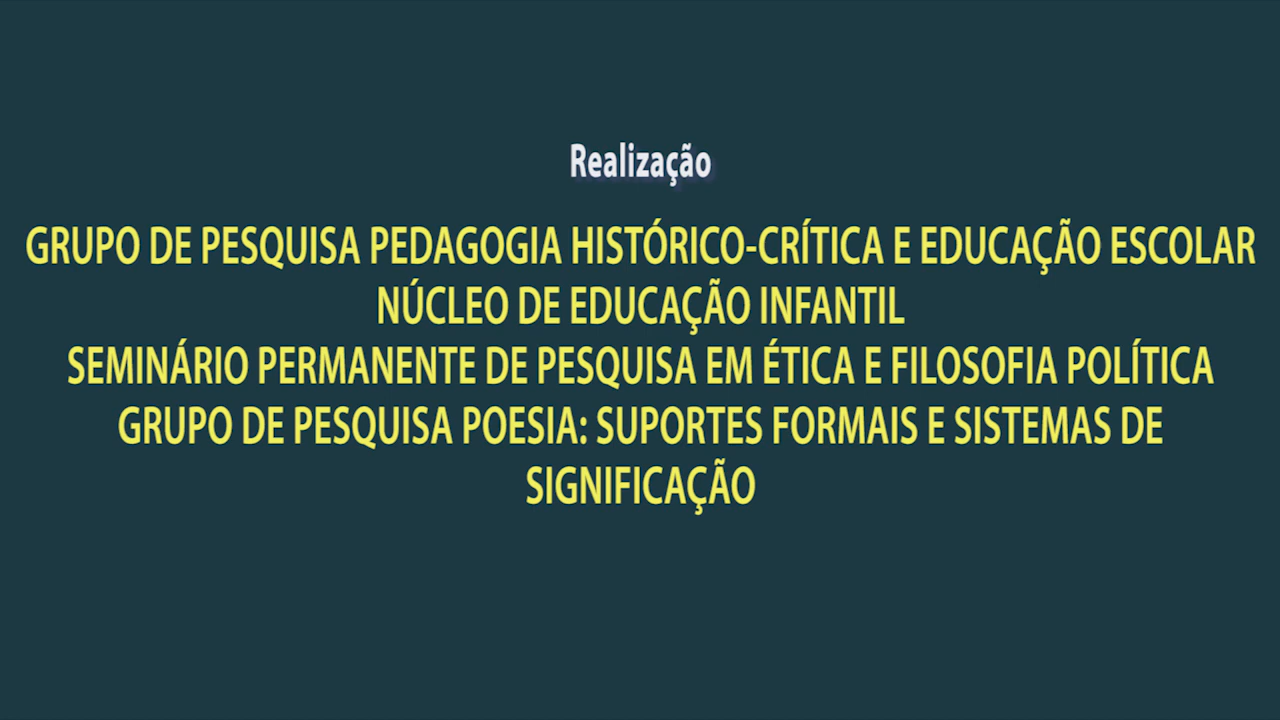 Realização
GRUPO DE PESQUISA PEDAGOGIA HISTÓRICO-CRÍTICA E EDUCAÇÃO ESCOLAR
NÚCLEO DE EDUCAÇÃO INFANTIL
SEMINÁRIO PERMANENTE DE PESQUISA EM ÉTICA E FILOSOFIA POLÍTICA
GRUPO DE PESQUISA POESIA: SUPORTES FORMAIS E SISTEMAS DE
SIGNIFICAÇÃO